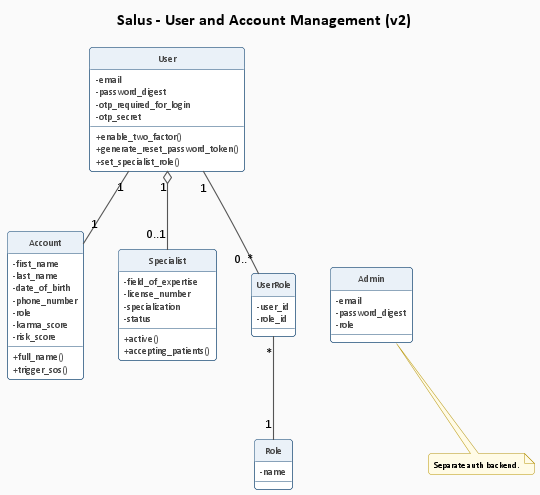 Salus - User and Account Management (v2)
User
-email
-password_digest
-otp_required_for_login
-otp_secret
+enable_two_factor()
+generate_reset_password_token()
+set_specialist_role()
1
1
1
1
0..1
0..*
Account
-first_name
-last_name
-date_of_birth
-phone_number
-role
-karma_score
-risk_score
+full_name()
+trigger_sos()
Specialist
-field_of_expertise
-license_number
-specialization
-status
+active()
+accepting_patients()
UserRole
-user_id
-role_id
Admin
-email
-password_digest
-role
*
1
Role
-name
Separate auth backend.